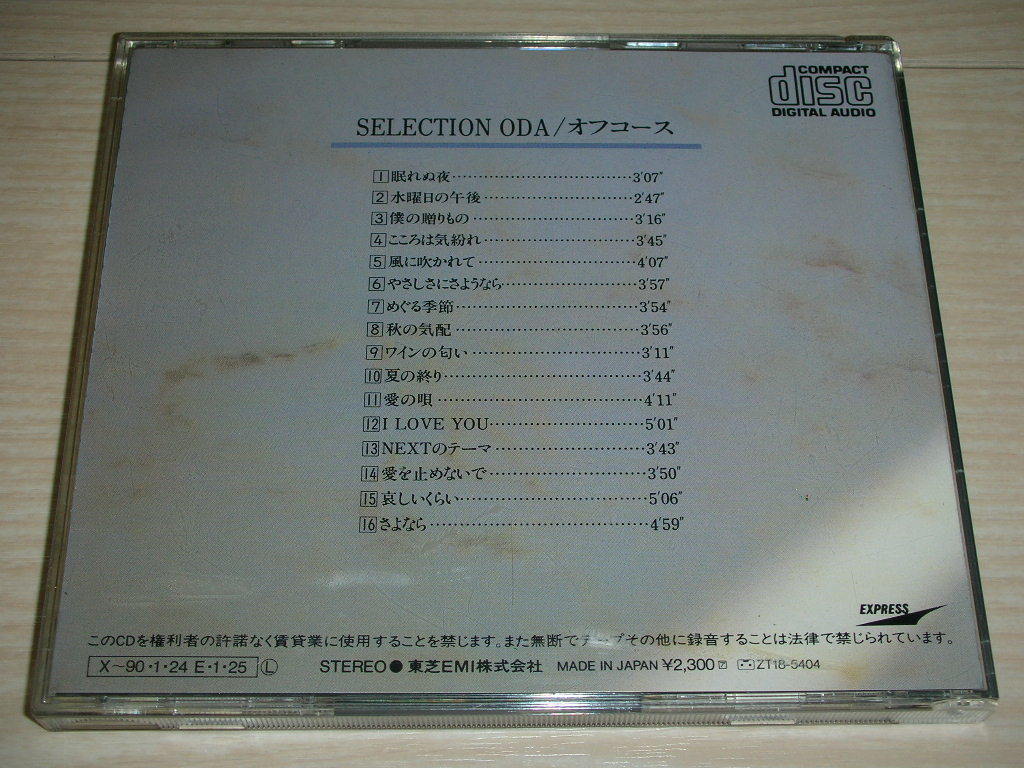 COMPACT
disc
DIGITAL AUDIO
SELECTION ODA/オフコース
1 眠れぬ夜……………………………3′07″
2 水曜日の午後………………………2′47″
3 僕の贈りもの………………………3′16″
4 こころは気紛れ……………………3′45″
5 風に吹かれて………………………4′07″
6 やさしさにさようなら……………3′57″
7 めぐる季節…………………………3′54″
8 秋の気配……………………………3′56″
9 ワインの匂い………………………3′11″
10 夏の終り……………………………3′44″
11 愛の唄………………………………4′11″
12 I LOVE YOU………………………5′01″
13 NEXTのテーマ……………………3′43″
14 愛を止めないで……………………3′50″
15 哀しいくらい………………………5′06″
16 さよなら……………………………4′59″
EXPRESS
このCDを権利者の許諾なく賃貸業に使用することを禁じます。また無断でテープその他に録音することは法律で禁じられています。
X〜90・1・24 E・1・25 Ⓛ STEREO● 東芝EMI株式会社 MADE IN JAPAN ¥2,300 ZT18-5404